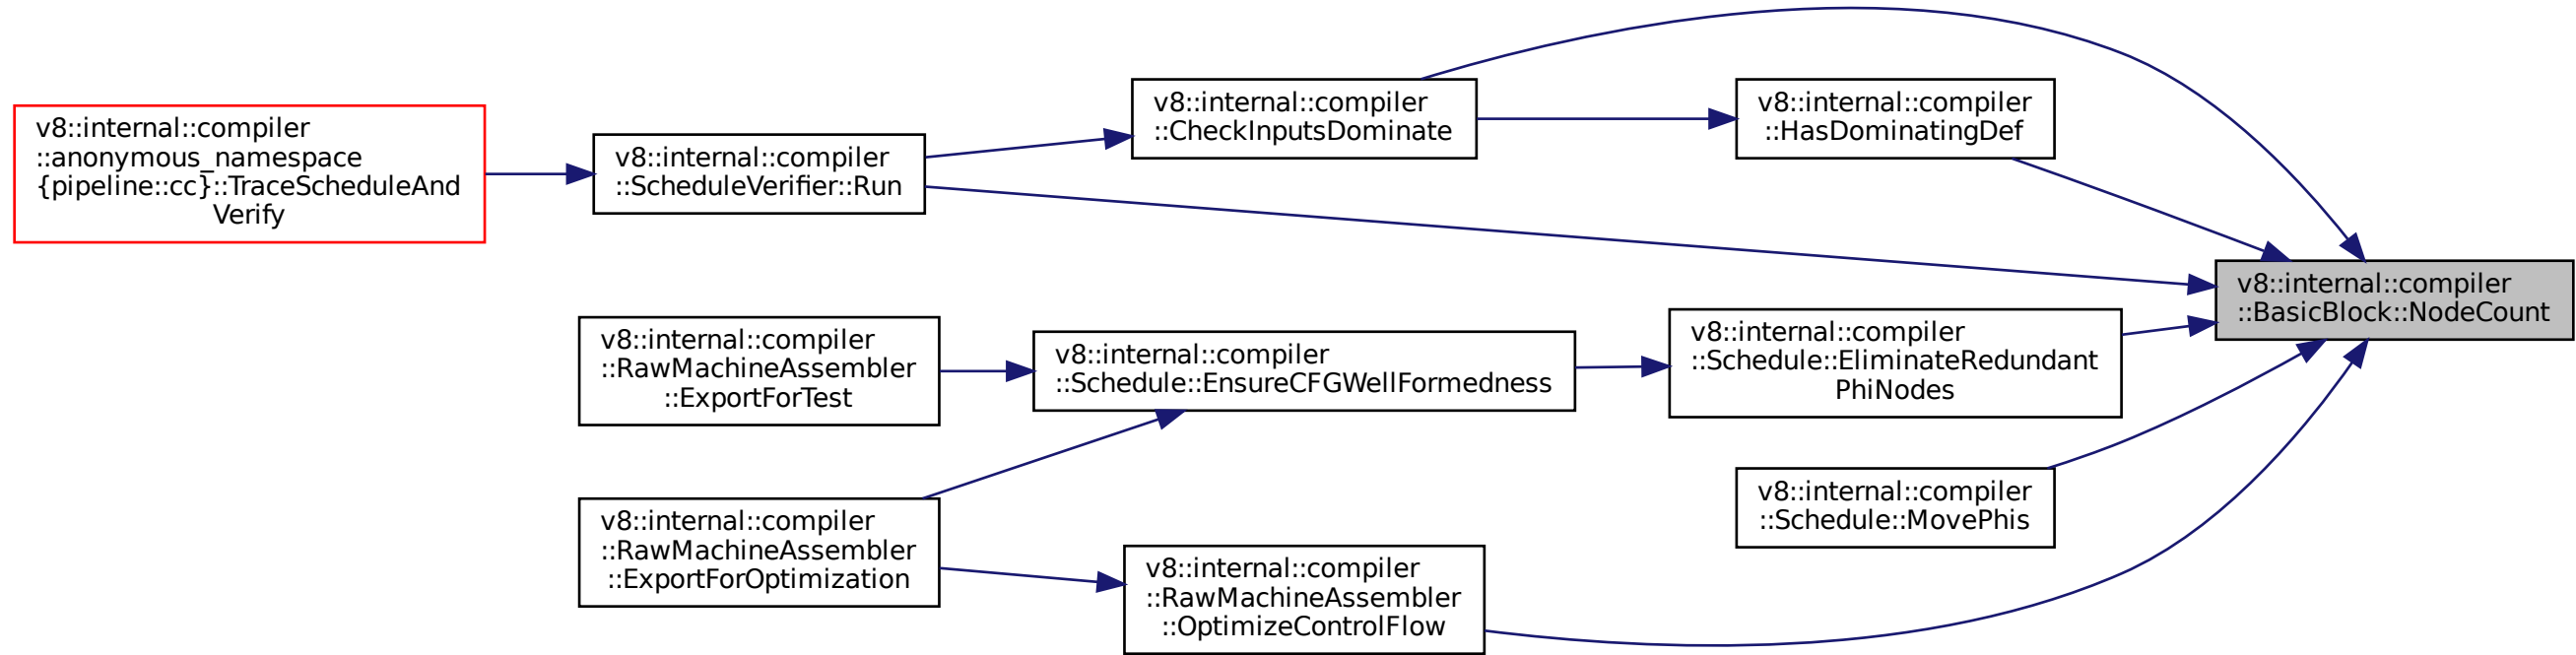 v8::internal::compiler
::anonymous_namespace
{pipeline::cc}::TraceScheduleAnd
Verify
v8::internal::compiler
::ScheduleVerifier::Run
v8::internal::compiler
::CheckInputsDominate
v8::internal::compiler
::HasDominatingDef
v8::internal::compiler
::BasicBlock::NodeCount
v8::internal::compiler
::RawMachineAssembler
::ExportForTest
v8::internal::compiler
::Schedule::EnsureCFGWellFormedness
v8::internal::compiler
::Schedule::EliminateRedundant
PhiNodes
v8::internal::compiler
::Schedule::MovePhis
v8::internal::compiler
::RawMachineAssembler
::ExportForOptimization
v8::internal::compiler
::RawMachineAssembler
::OptimizeControlFlow